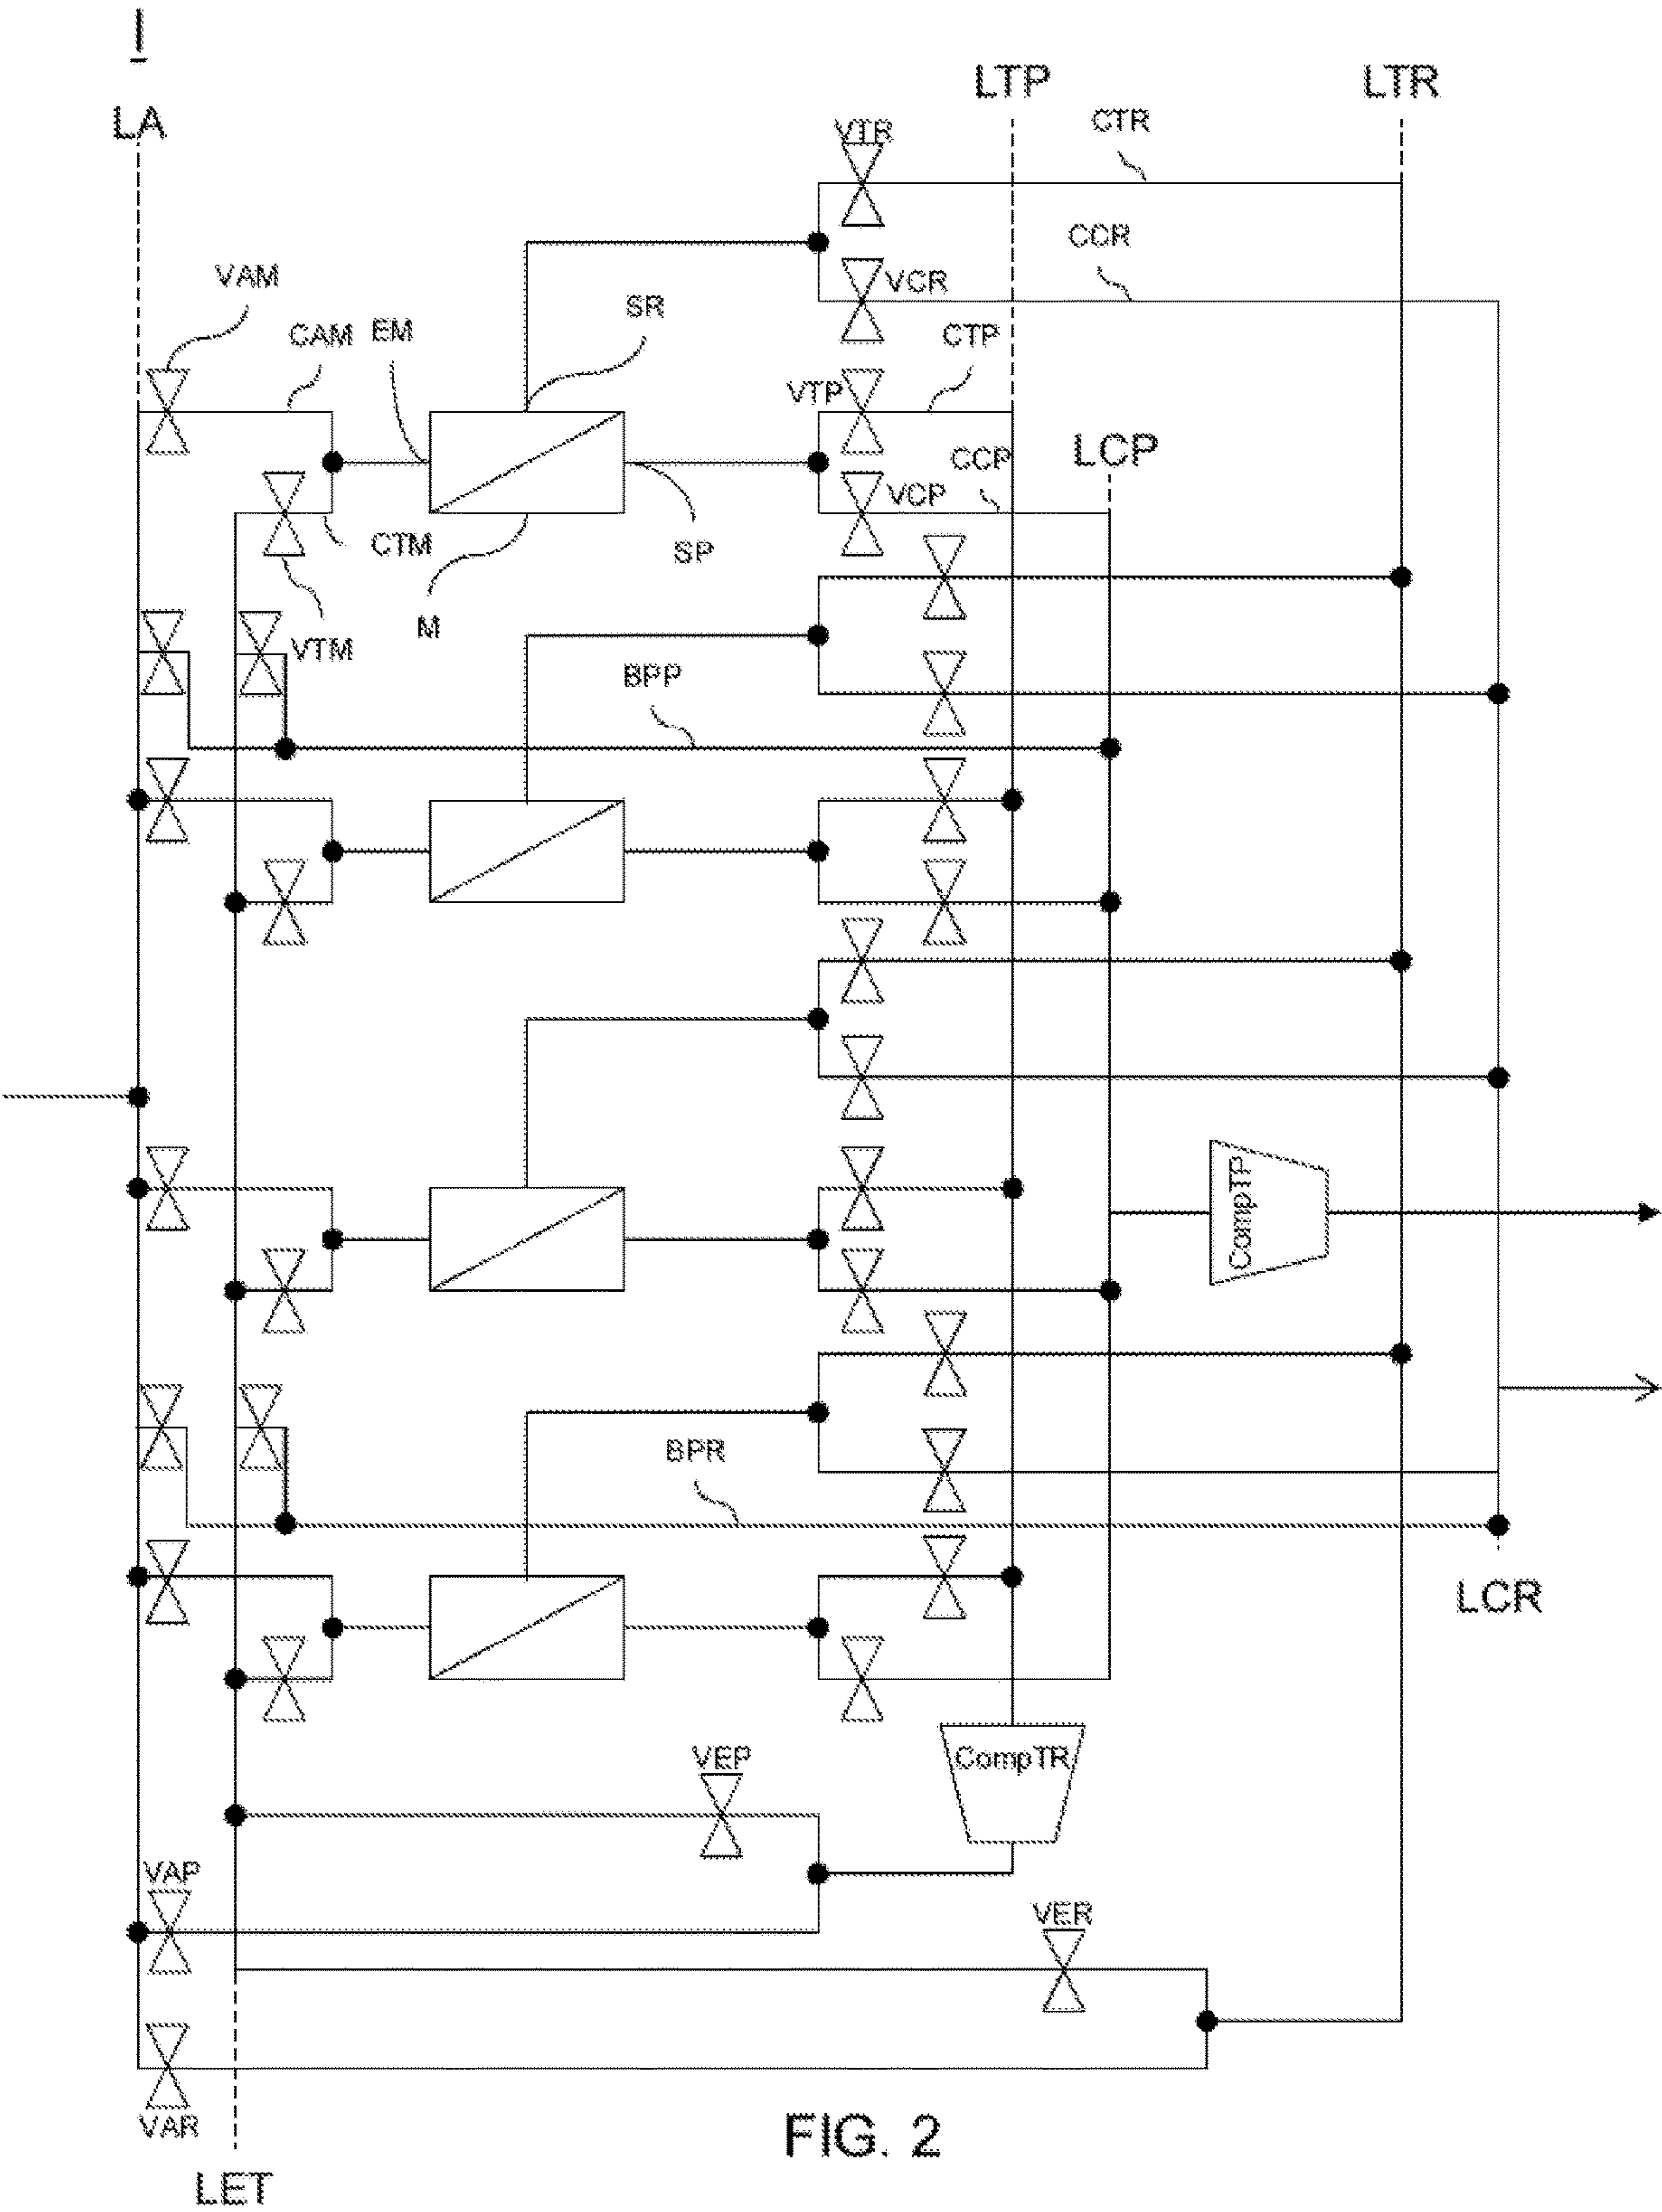 I
LA
LTP
LTR
VTR
CTR
CCR
VAM
VCR
SR
CAM
EM
CTP
VTP
LCP
CCP
VCP
CTM
SP
M
VTM
BPP
CompTP
BPR
LCR
VEP
CompTR
VAP
VER
VAR
FIG. 2
LET